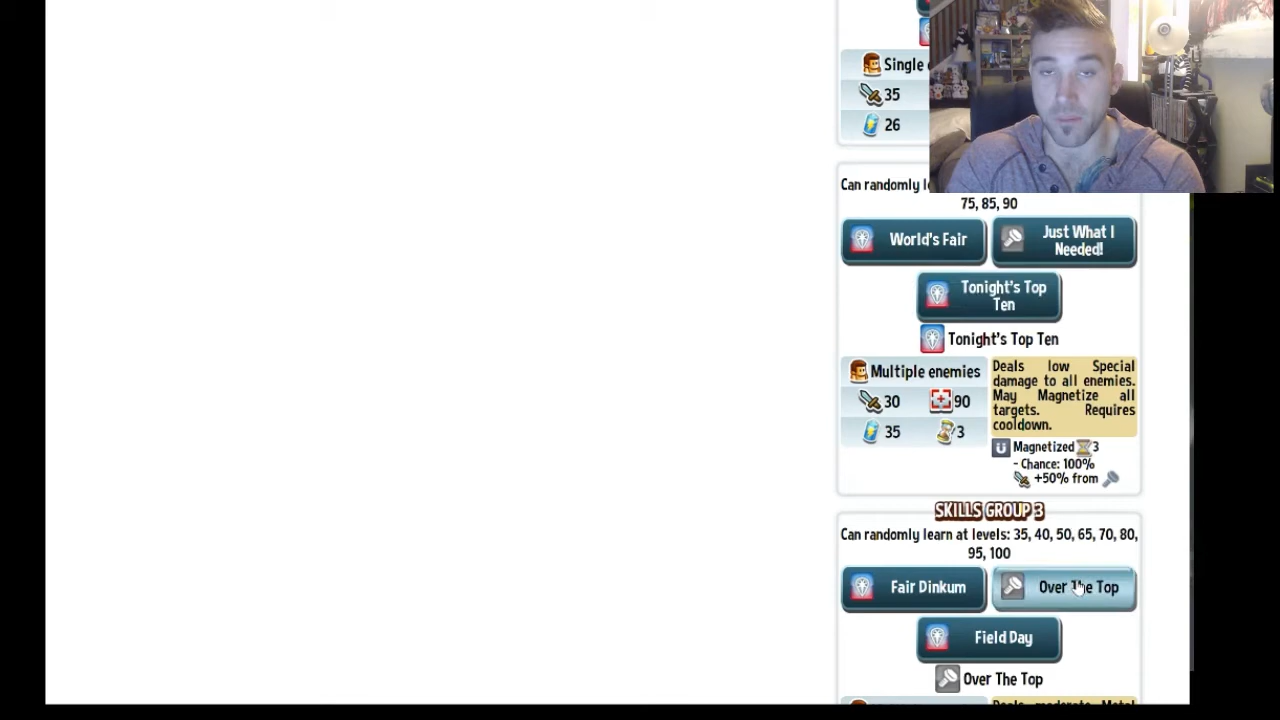 Single
35
26
Can randomly l
75, 85, 90
World's Fair
Just What I
Needed!
Tonight's Top
Ten
Tonight's Top Ten
Multiple enemies
30 90
35 3
Deals low Special
damage to all enemies.
May Magnetize all
targets. Requires
cooldown.
Magnetized 3
- Chance: 100%
+50% from
SKILLS GROUP 3
Can randomly learn at levels: 35, 40, 50, 65, 70, 80,
95, 100
Fair Dinkum
Over The Top
Field Day
Over The Top
Deals moderate Metal